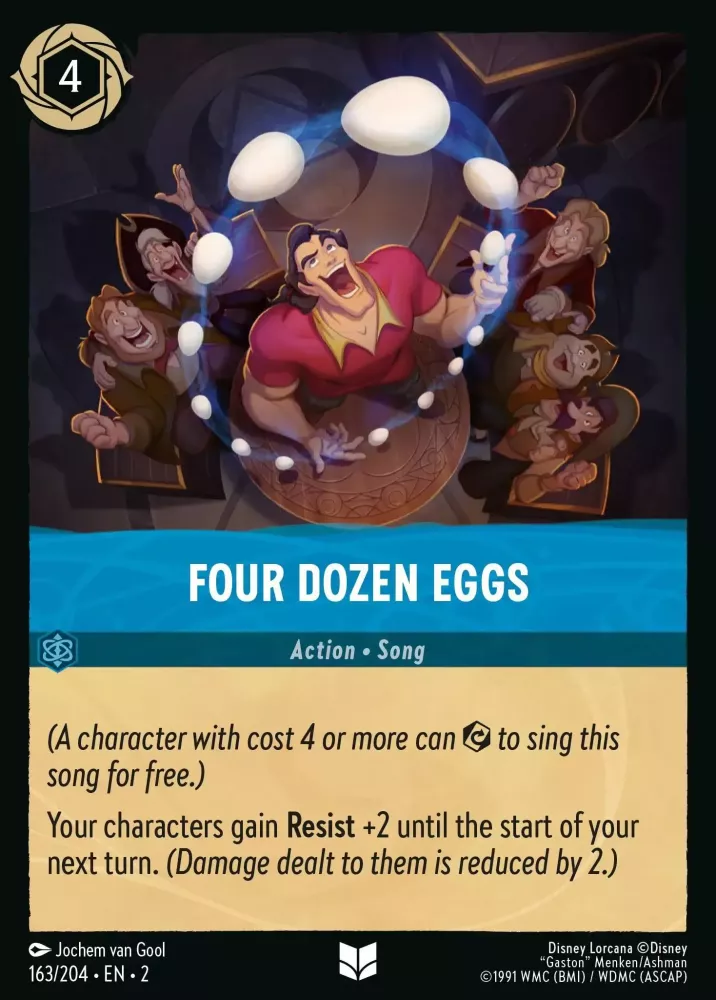 4
FOUR DOZEN EGGS
Action • Song
(A character with cost 4 or more can to sing this
song for free.)
Your characters gain Resist +2 until the start of your
next turn. (Damage dealt to them is reduced by 2.)
Jochem van Gool
163/204 • EN • 2
Disney Lorcana ©Disney
“Gaston” Menken/Ashman
©1991 WMC (BMI) / WDMC (ASCAP)